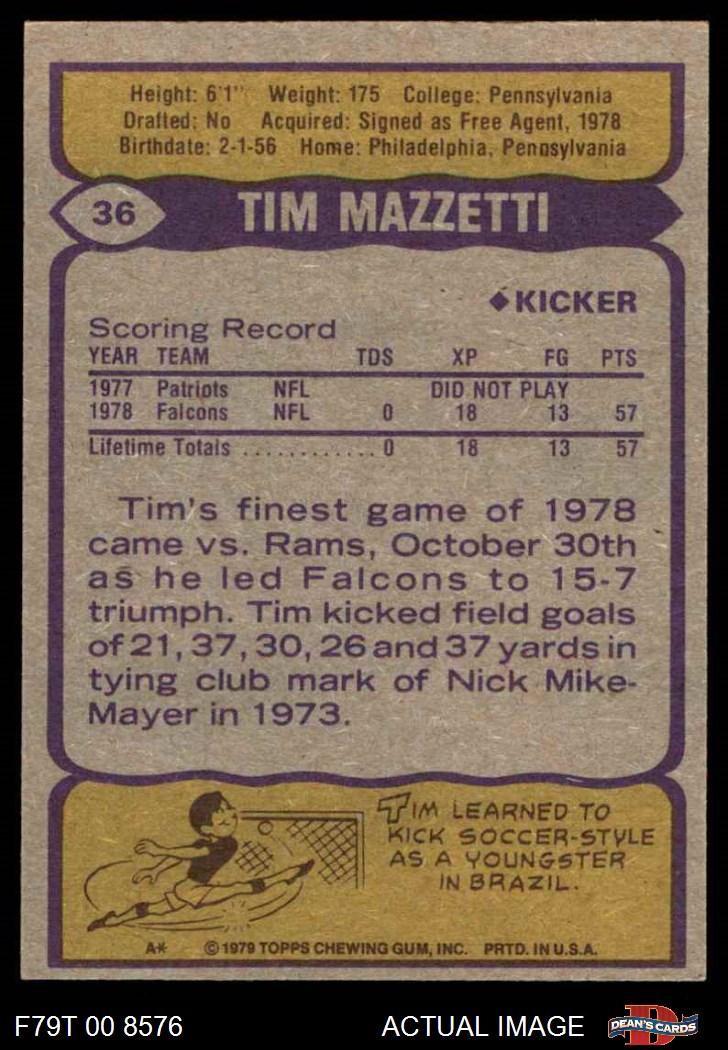 Height: 6'1" Weight: 175 College: Pennsylvania
Drafted: No Acquired: Signed as Free Agent, 1978
Birthdate: 2-1-56 Home: Philadelphia, Pennsylvania
36 TIM MAZZETTI
◆KICKER
Scoring Record
YEAR TEAM TDS XP FG PTS
1977 Patriots NFL DID NOT PLAY
1978 Falcons NFL 0 18 13 57
Lifetime Totals ............ 0 18 13 57
Tim's finest game of 1978
came vs. Rams, October 30th
as he led Falcons to 15-7
triumph. Tim kicked field goals
of 21, 37, 30, 26 and 37 yards in
tying club mark of Nick Mike-
Mayer in 1973.
TIM LEARNED TO
KICK SOCCER-STYLE
AS A YOUNGSTER
IN BRAZIL.
A* © 1979 TOPPS CHEWING GUM, INC. PRTD. IN U.S.A.
F79T 00 8576 ACTUAL IMAGE D DEAN'S CARDS